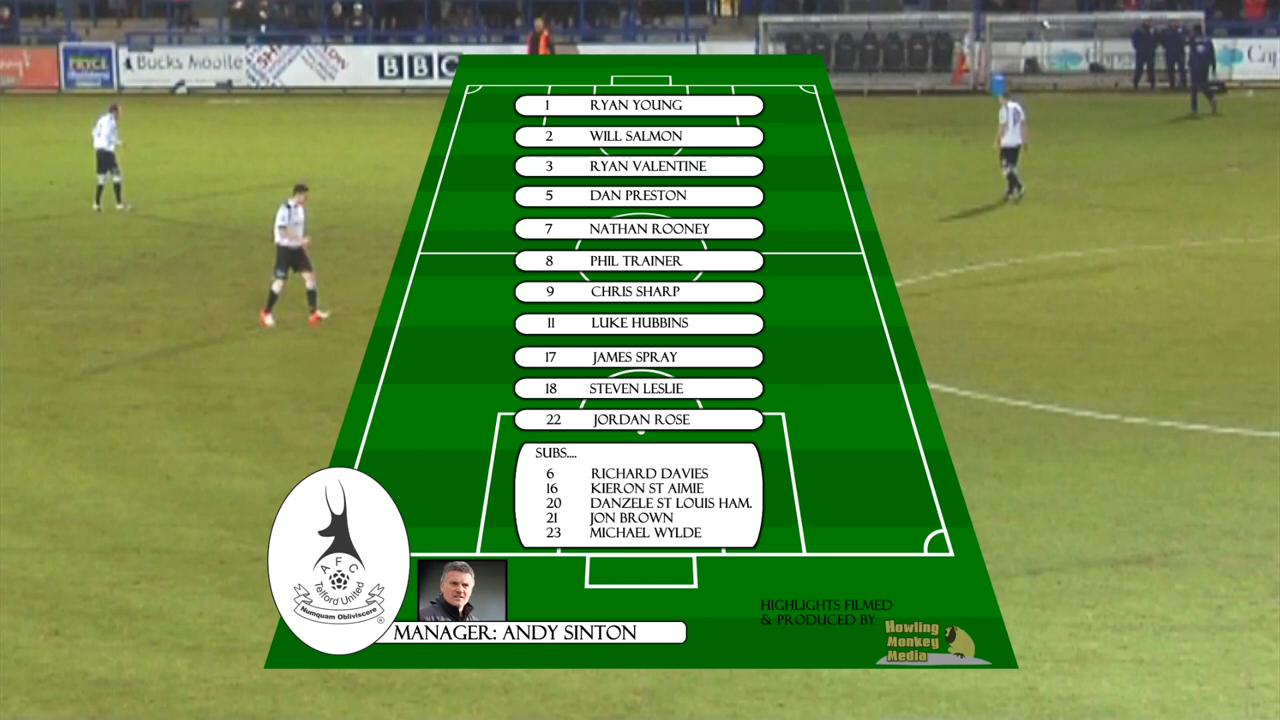 PRYCE
Bucks Mobile
BBC
1 RYAN YOUNG
2 WILL SALMON
3 RYAN VALENTINE
5 DAN PRESTON
7 NATHAN ROONEY
8 PHIL TRAINER
9 CHRIS SHARP
11 LUKE HUBBINS
17 JAMES SPRAY
18 STEVEN LESLIE
22 JORDAN ROSE
SUBS....
6 RICHARD DAVIES
16 KIERON ST AIMIE
20 DANZELE ST LOUIS HAM.
21 JON BROWN
23 MICHAEL WYLDE
AFC
Telford United
Numquam Obliviscere
®
MANAGER: ANDY SINTON
HIGHLIGHTS FILMED
& PRODUCED BY
Howling
Monkey
Media